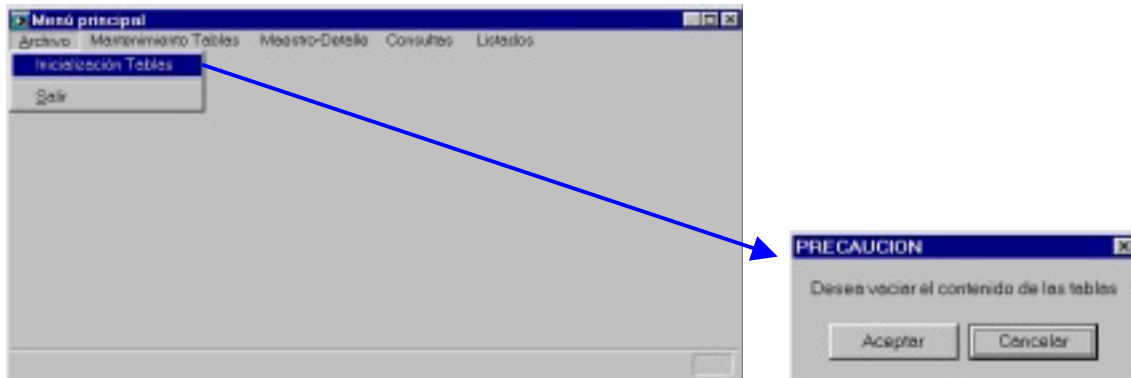 Menú principal
Archivo Mantenimiento Tablas Maestro-Detalle Consultas Listados
Inicialización Tablas
Salir
PRECAUCION
Desea vaciar el contenido de las tablas
Aceptar Cancelar